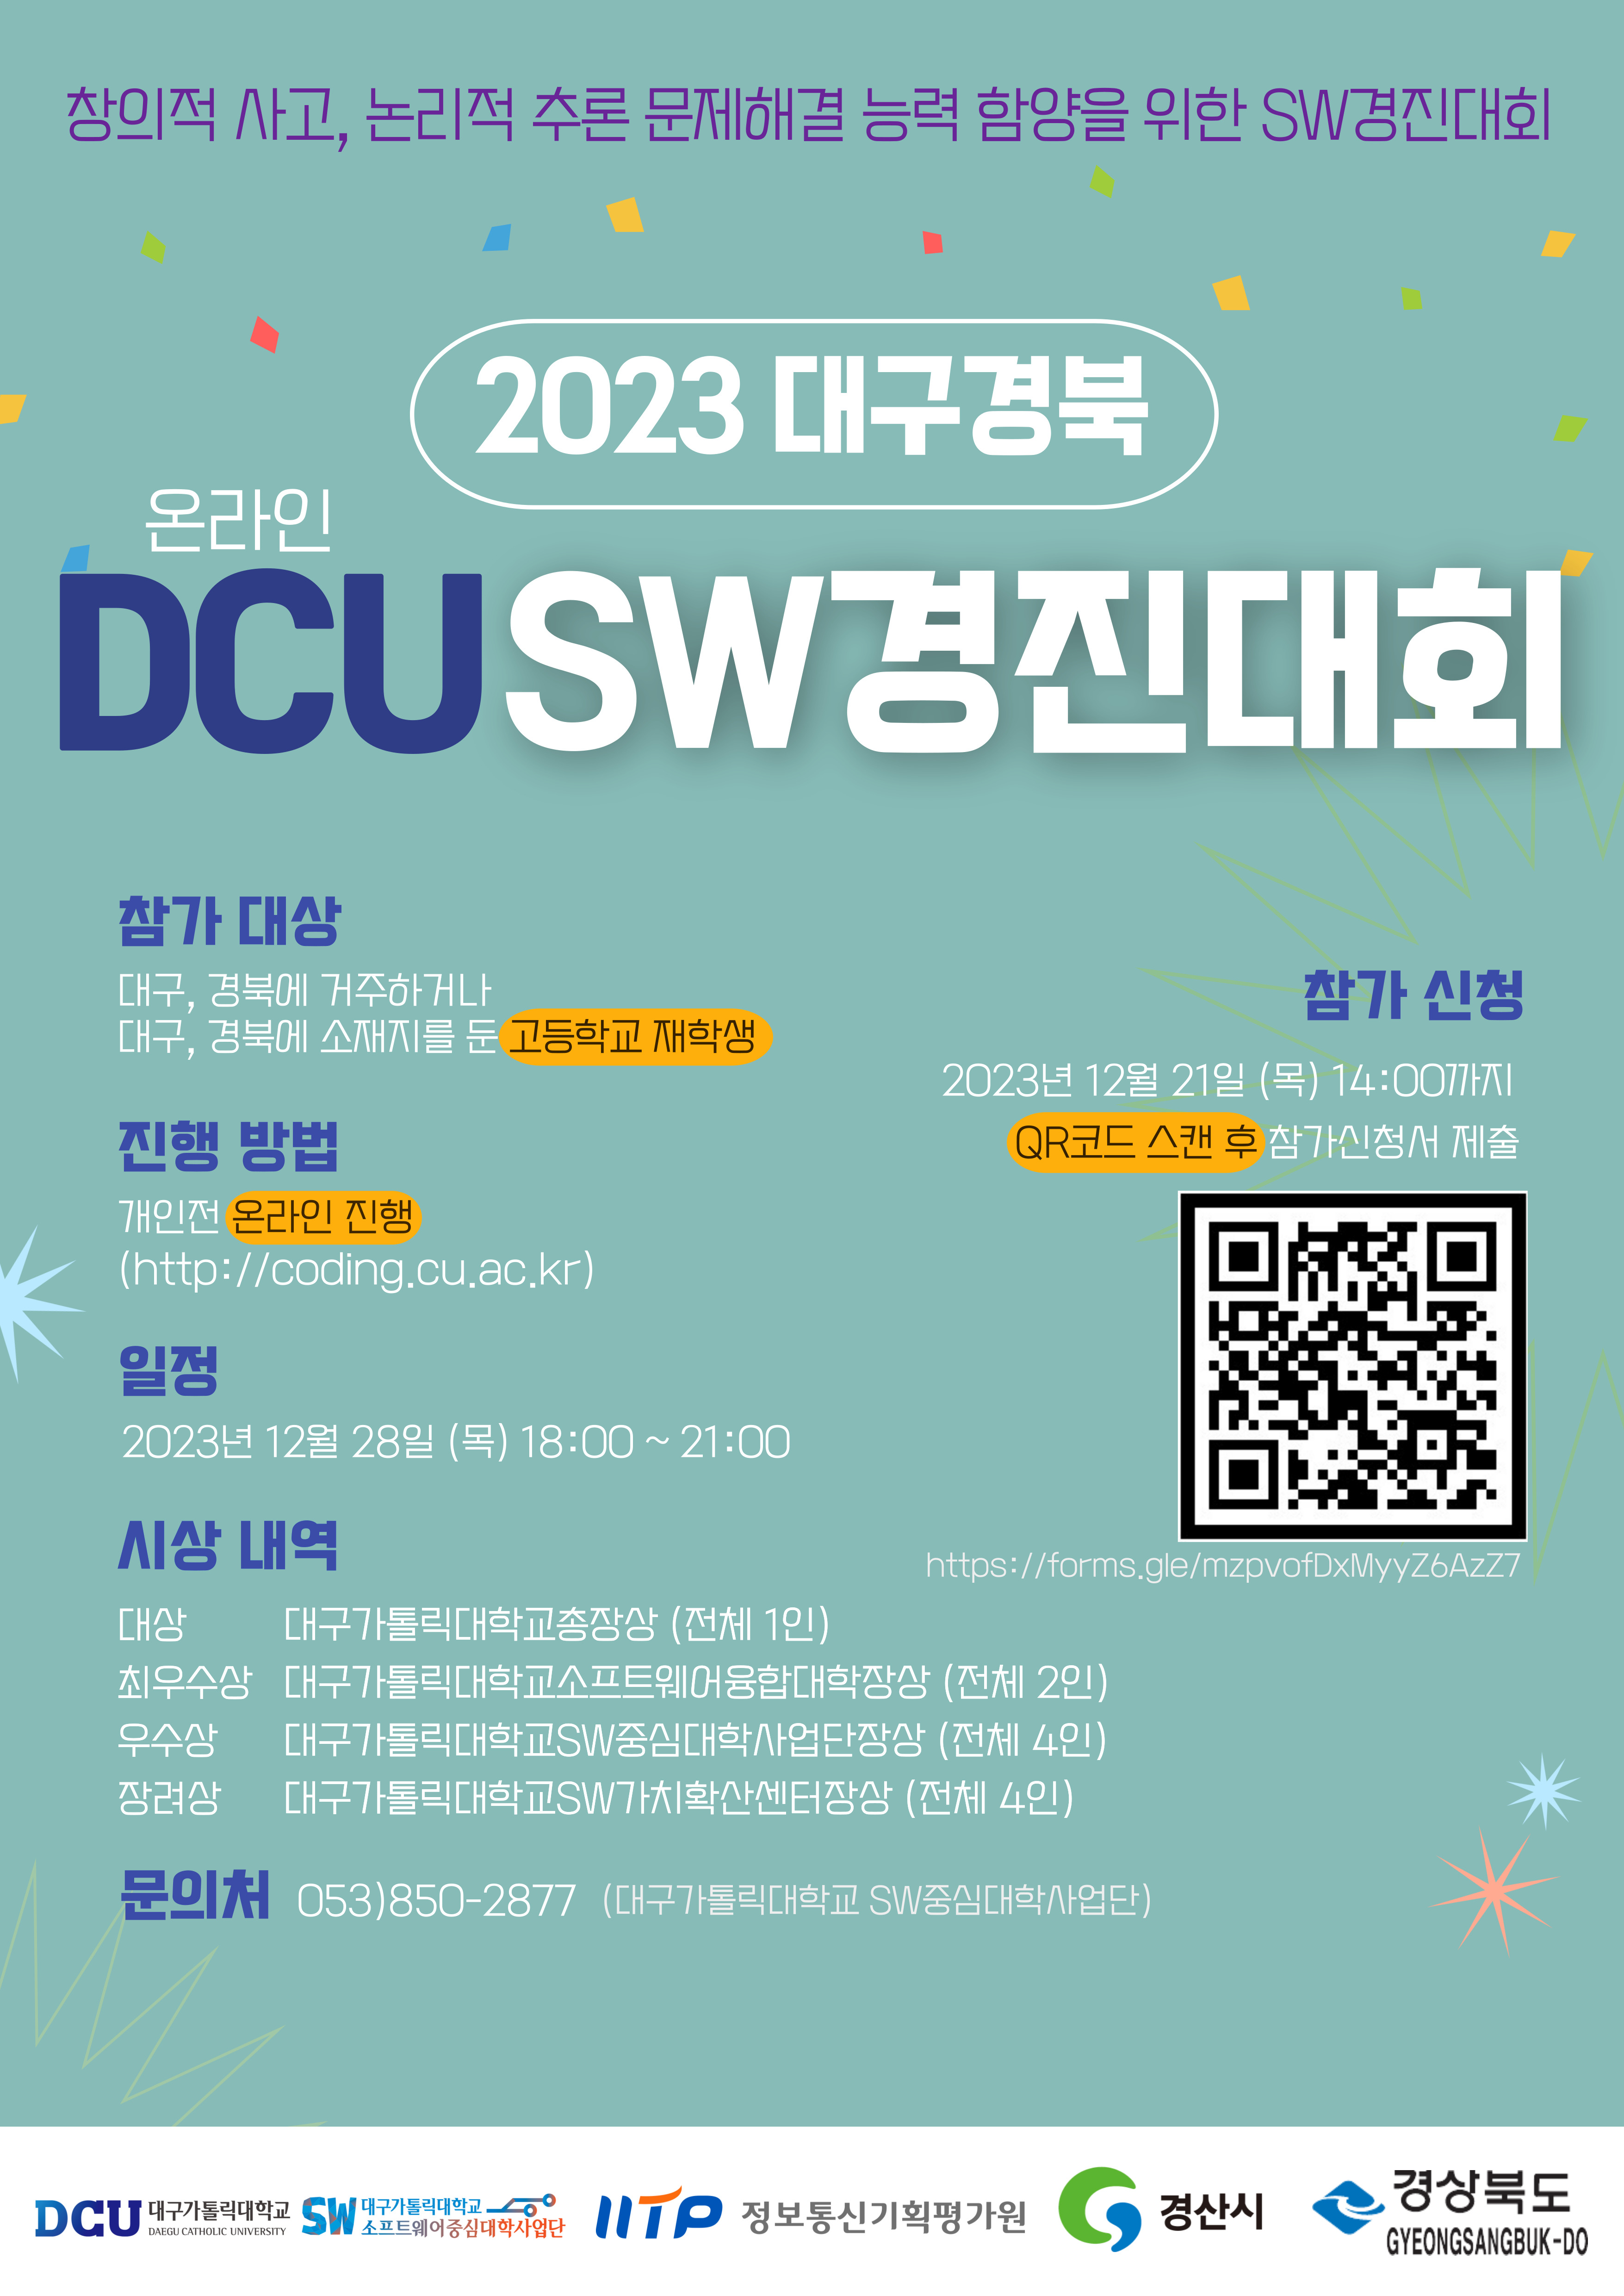 창의적 사고, 논리적 추론 문제해결 능력 함양을 위한 SW경진대회
2023 대구경북
온라인
DCU SW경진대회
참가 대상
대구, 경북에 거주하거나
대구, 경북에 소재지를 둔 고등학교 재학생
진행 방법
개인전 온라인 진행
(http://coding.cu.ac.kr)
일정
2023년 12월 28일 (목) 18:00 ~ 21:00
참가 신청
2023년 12월 21일 (목) 14:00까지
QR코드 스캔 후 참가신청서 제출
https://forms.gle/mzpvofDxMyyZ6AzZ7
시상 내역
대상 대구가톨릭대학교총장상 (전체 1인)
최우수상 대구가톨릭대학교소프트웨어융합대학장상 (전체 2인)
우수상 대구가톨릭대학교SW중심대학사업단장상 (전체 4인)
장려상 대구가톨릭대학교SW가치확산센터장상 (전체 4인)
문의처 053)850-2877 (대구가톨릭대학교 SW중심대학사업단)
DCU 대구가톨릭대학교
DAEGU CATHOLIC UNIVERSITY
SW 대구가톨릭대학교
소프트웨어중심대학사업단
IITP 정보통신기획평가원
경산시
경상북도
GYEONGSANGBUK-DO